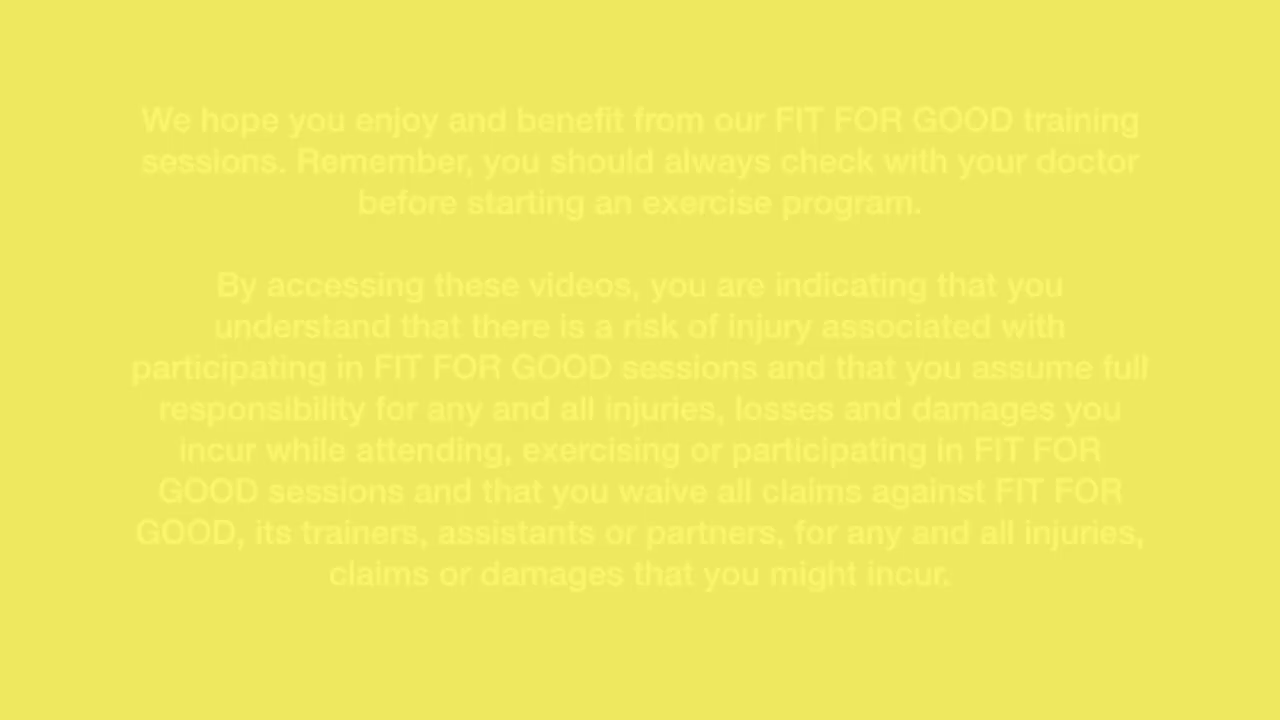 We hope you enjoy and benefit from our FIT FOR GOOD training
sessions. Remember, you should always check with your doctor
before starting an exercise program.
By accessing these videos, you are indicating that you
understand that there is a risk of injury associated with
participating in FIT FOR GOOD sessions and that you assume full
responsibility for any and all injuries, losses and damages you
incur while attending, exercising or participating in FIT FOR
GOOD sessions and that you waive all claims against FIT FOR
GOOD, its trainers, assistants or partners, for any and all injuries,
claims or damages that you might incur.